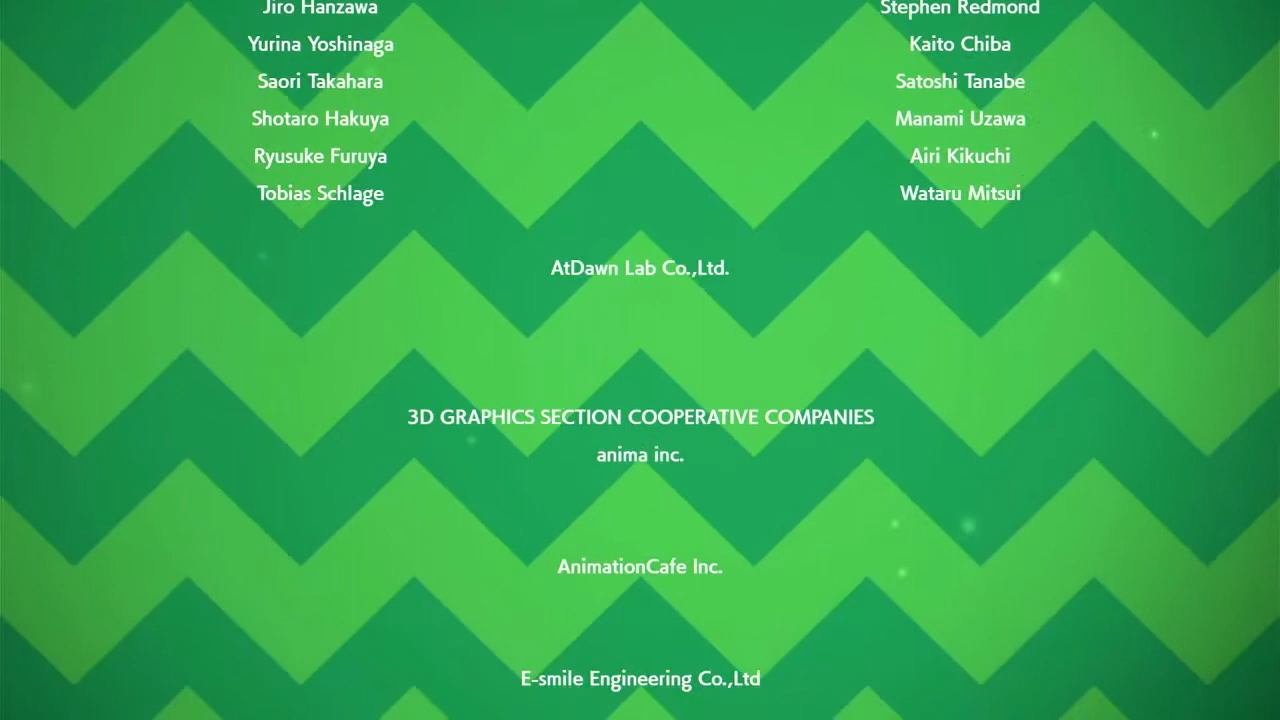 Jiro Hanzawa Stephen Redmond
Yurina Yoshinaga Kaito Chiba
Saori Takahara Satoshi Tanabe
Shotaro Hakuya Manami Uzawa
Ryusuke Furuya Airi Kikuchi
Tobias Schlage Wataru Mitsui
AtDawn Lab Co.,Ltd.
3D GRAPHICS SECTION COOPERATIVE COMPANIES
anima inc.
AnimationCafe Inc.
E-smile Engineering Co.,Ltd